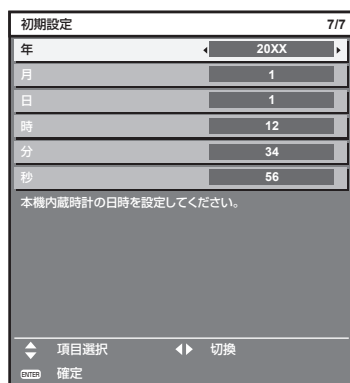 初期設定 7/7
年 20XX
月 1
日 1
時 12
分 34
秒 56
本機内蔵時計の日時を設定してください。
項目選択 切換
ENTER 確定